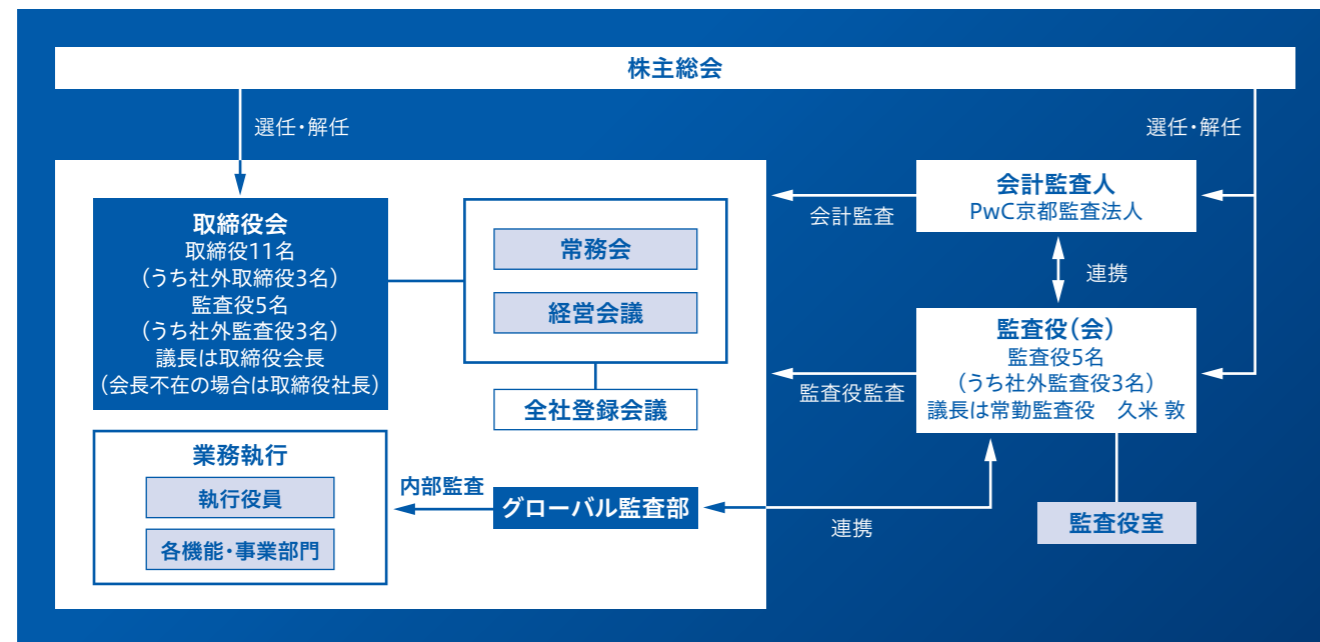 株主総会
選任・解任
選任・解任
取締役会
取締役11名
(うち社外取締役3名)
監査役5名
(うち社外監査役3名)
議長は取締役会長
(会長不在の場合は取締役社長)
常務会
経営会議
全社登録会議
業務執行
執行役員
各機能・事業部門
内部監査
グローバル監査部
会計監査
会計監査人
PwC京都監査法人
連携
監査役監査
監査役(会)
監査役5名
(うち社外監査役3名)
議長は常勤監査役　久米 敦
連携
監査役室